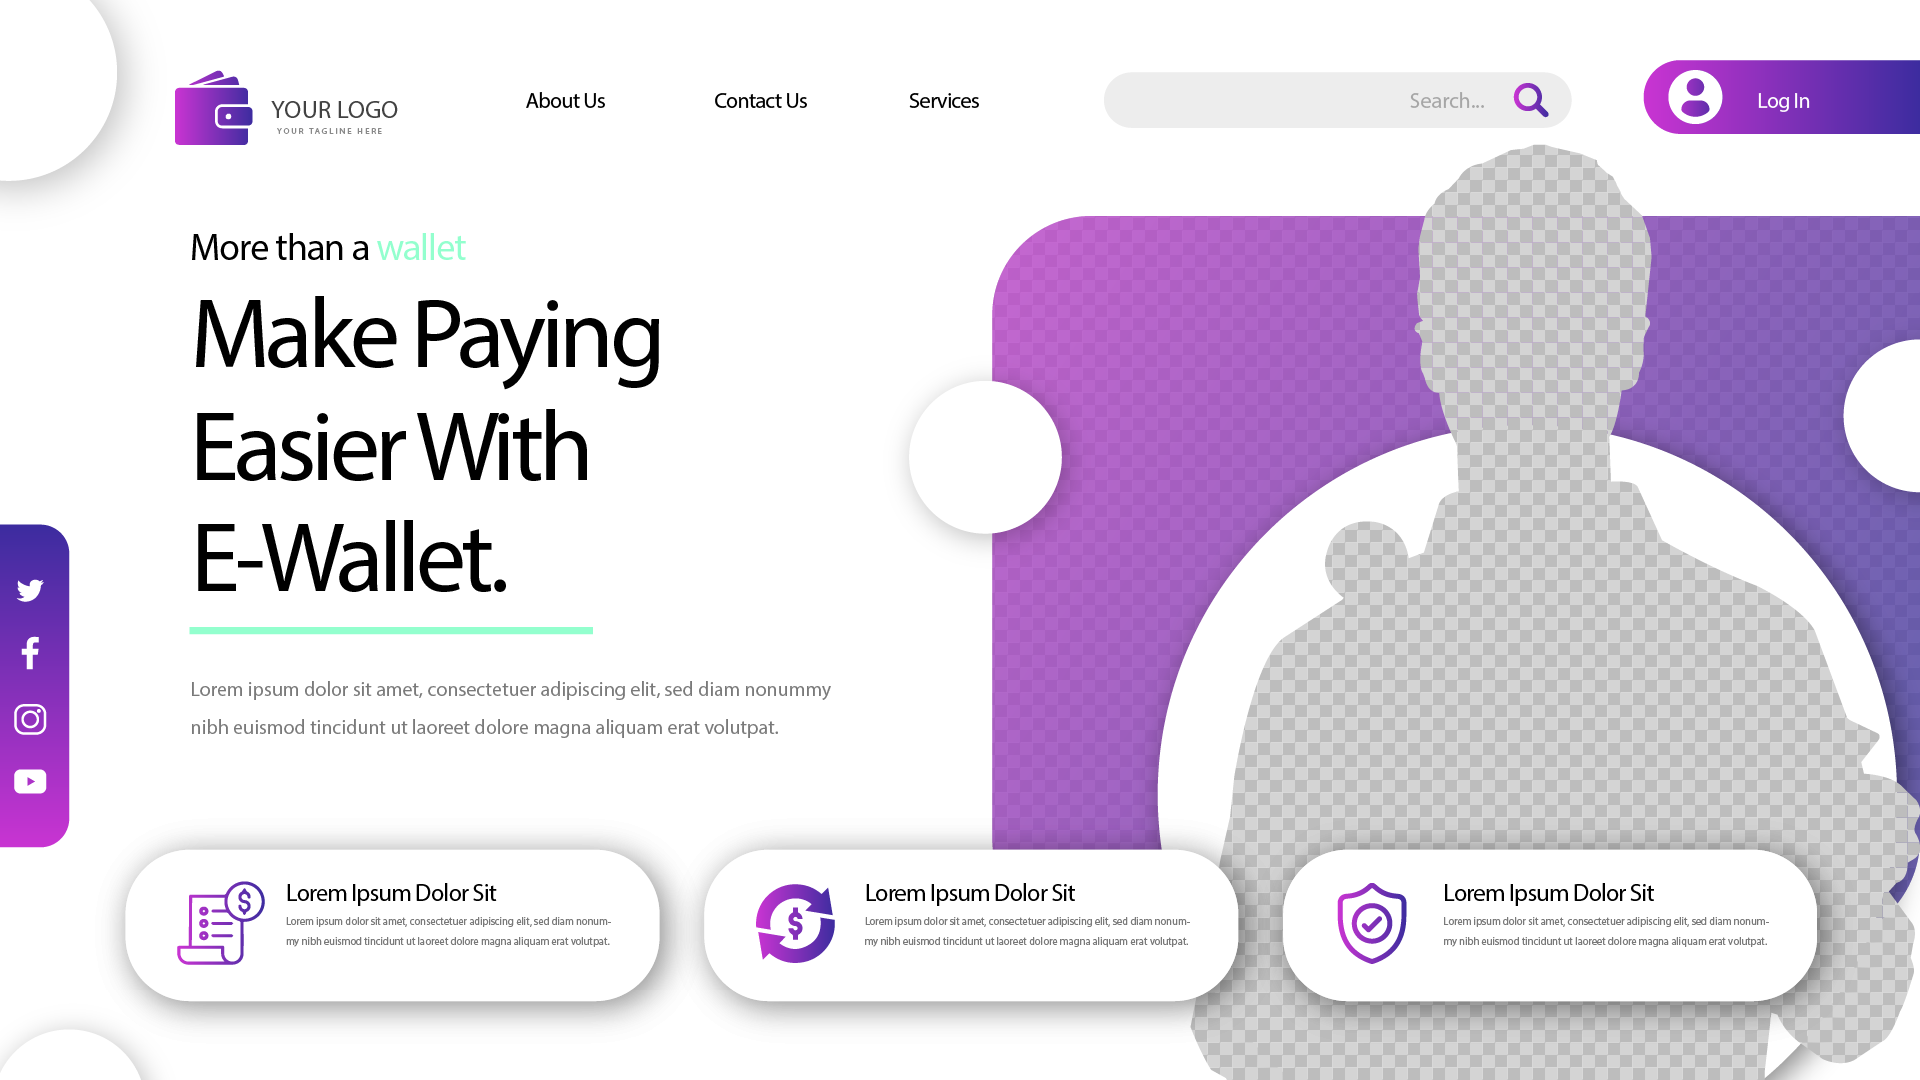 YOUR LOGO
YOUR TAGLINE HERE
About Us
Contact Us
Services
Search...
Log In
More than a wallet
Make Paying
Easier With
E-Wallet.
Lorem ipsum dolor sit amet, consectetuer adipiscing elit, sed diam nonummy
nibh euismod tincidunt ut laoreet dolore magna aliquam erat volutpat.
Lorem Ipsum Dolor Sit
Lorem ipsum dolor sit amet, consectetuer adipiscing elit, sed diam nonum-
my nibh euismod tincidunt ut laoreet dolore magna aliquam erat volutpat.
Lorem Ipsum Dolor Sit
Lorem ipsum dolor sit amet, consectetuer adipiscing elit, sed diam nonum-
my nibh euismod tincidunt ut laoreet dolore magna aliquam erat volutpat.
Lorem Ipsum Dolor Sit
Lorem ipsum dolor sit amet, consectetuer adipiscing elit, sed diam nonum-
my nibh euismod tincidunt ut laoreet dolore magna aliquam erat volutpat.